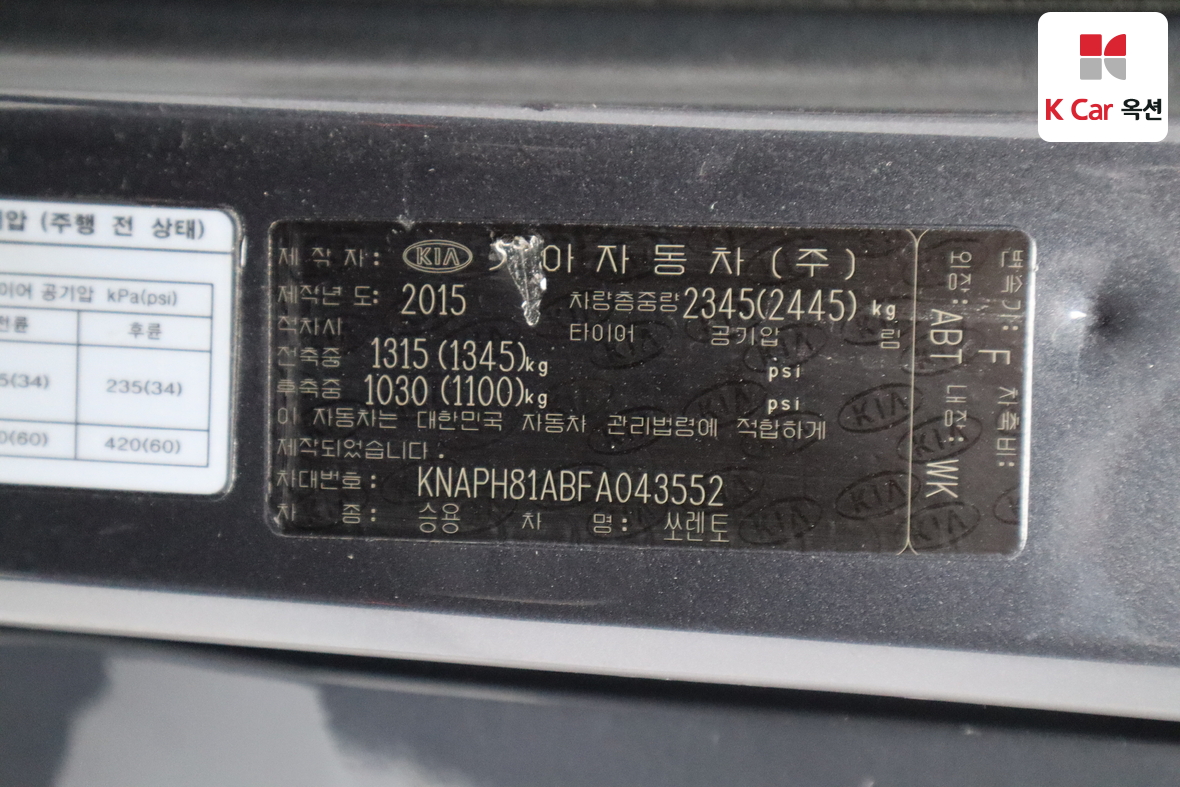 K Car 옥션
압 (주행 전 상태)
이어 공기압 kPa(psi)
전륜 후륜
5(34) 235(34)
0(60) 420(60)
제 작 자 : KIA 아 자 동 차 ( 주 )
제작년 도: 2015 차량총중량 2345(2445) kg
적차시 타이어 공기압 림
전축중 1315 (1345)kg psi
후축중 1030 (1100)kg psi
이 자동차는 대한민국 자동차 관리법령에 적합하게
제작되었습니다 .
차대번호 : KNAPH81ABFA043552
차 종 : 승용 차 명 : 쏘렌토
변속기: F 차축비:
외장: ABT 내장: WK